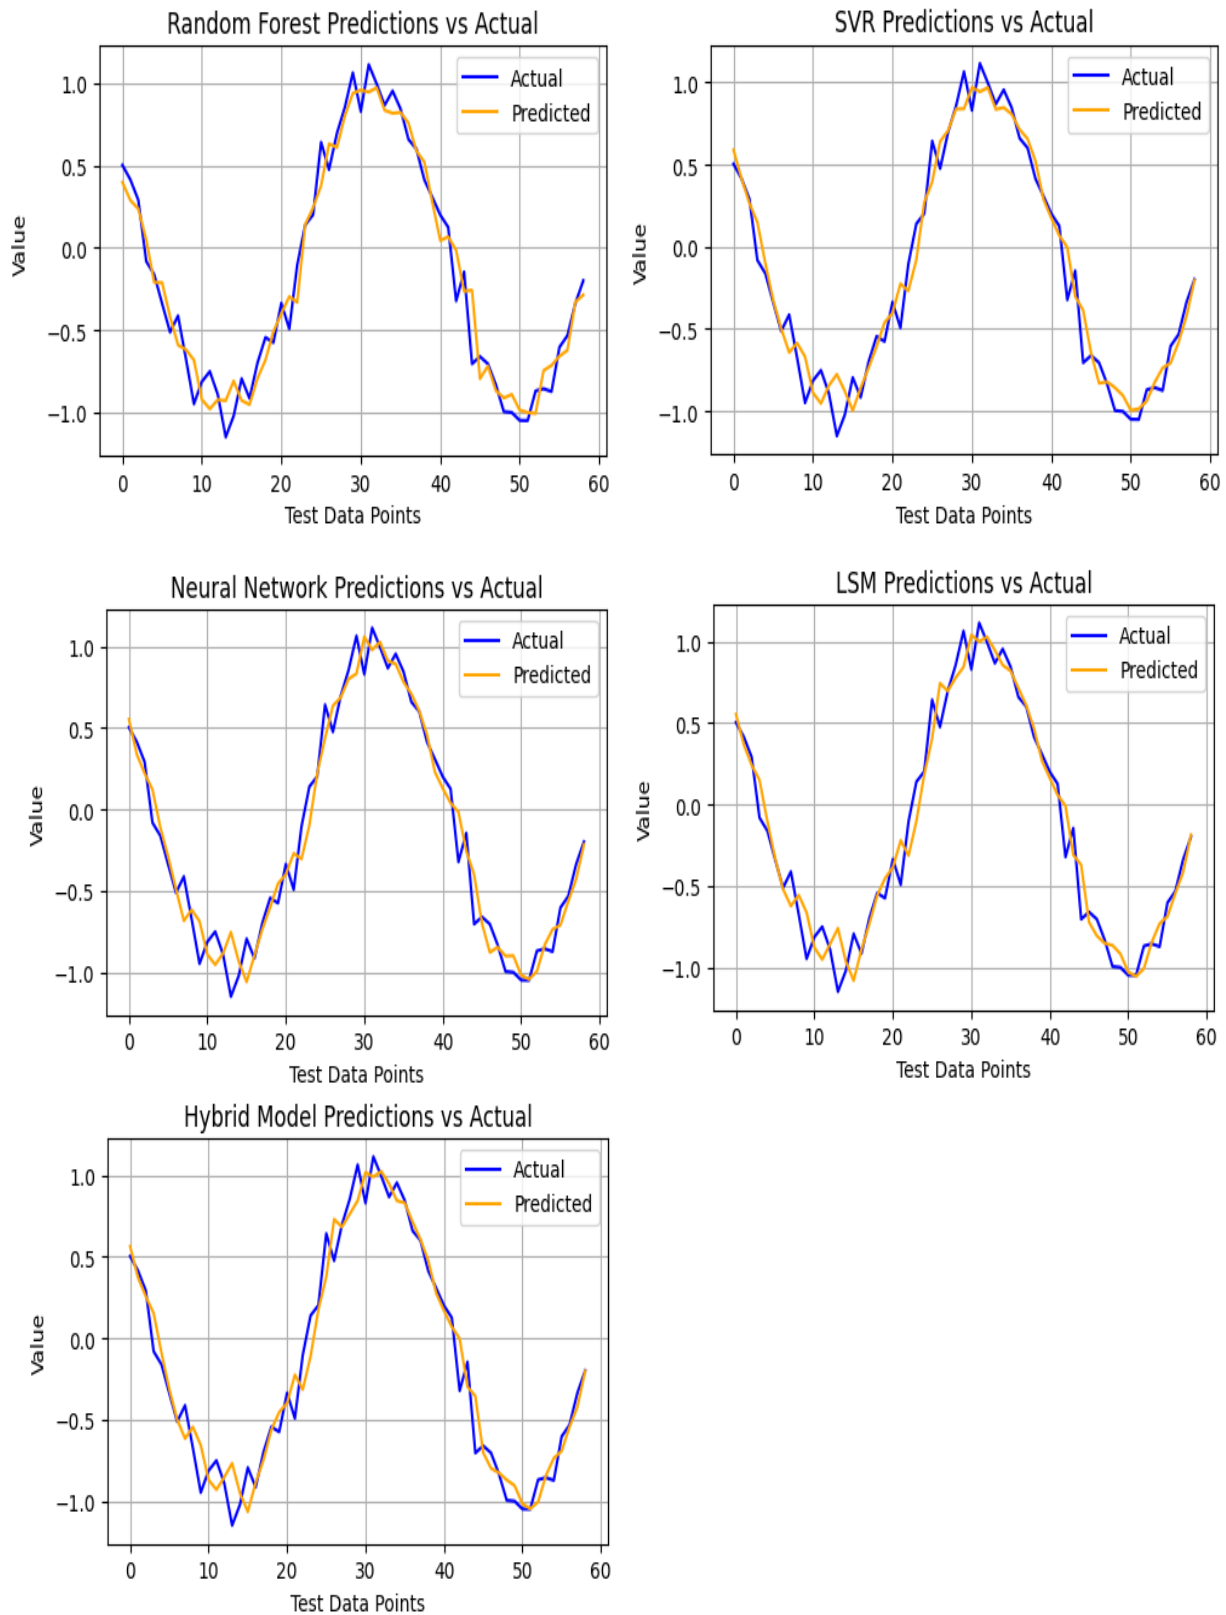 Random Forest Predictions vs Actual
Value
1.0
0.5
0.0
−0.5
−1.0
Actual
Predicted
0 10 20 30 40 50 60
Test Data Points
SVR Predictions vs Actual
Value
1.0
0.5
0.0
−0.5
−1.0
Actual
Predicted
0 10 20 30 40 50 60
Test Data Points
Neural Network Predictions vs Actual
Value
1.0
0.5
0.0
−0.5
−1.0
Actual
Predicted
0 10 20 30 40 50 60
Test Data Points
LSM Predictions vs Actual
Value
1.0
0.5
0.0
−0.5
−1.0
Actual
Predicted
0 10 20 30 40 50 60
Test Data Points
Hybrid Model Predictions vs Actual
Value
1.0
0.5
0.0
−0.5
−1.0
Actual
Predicted
0 10 20 30 40 50 60
Test Data Points